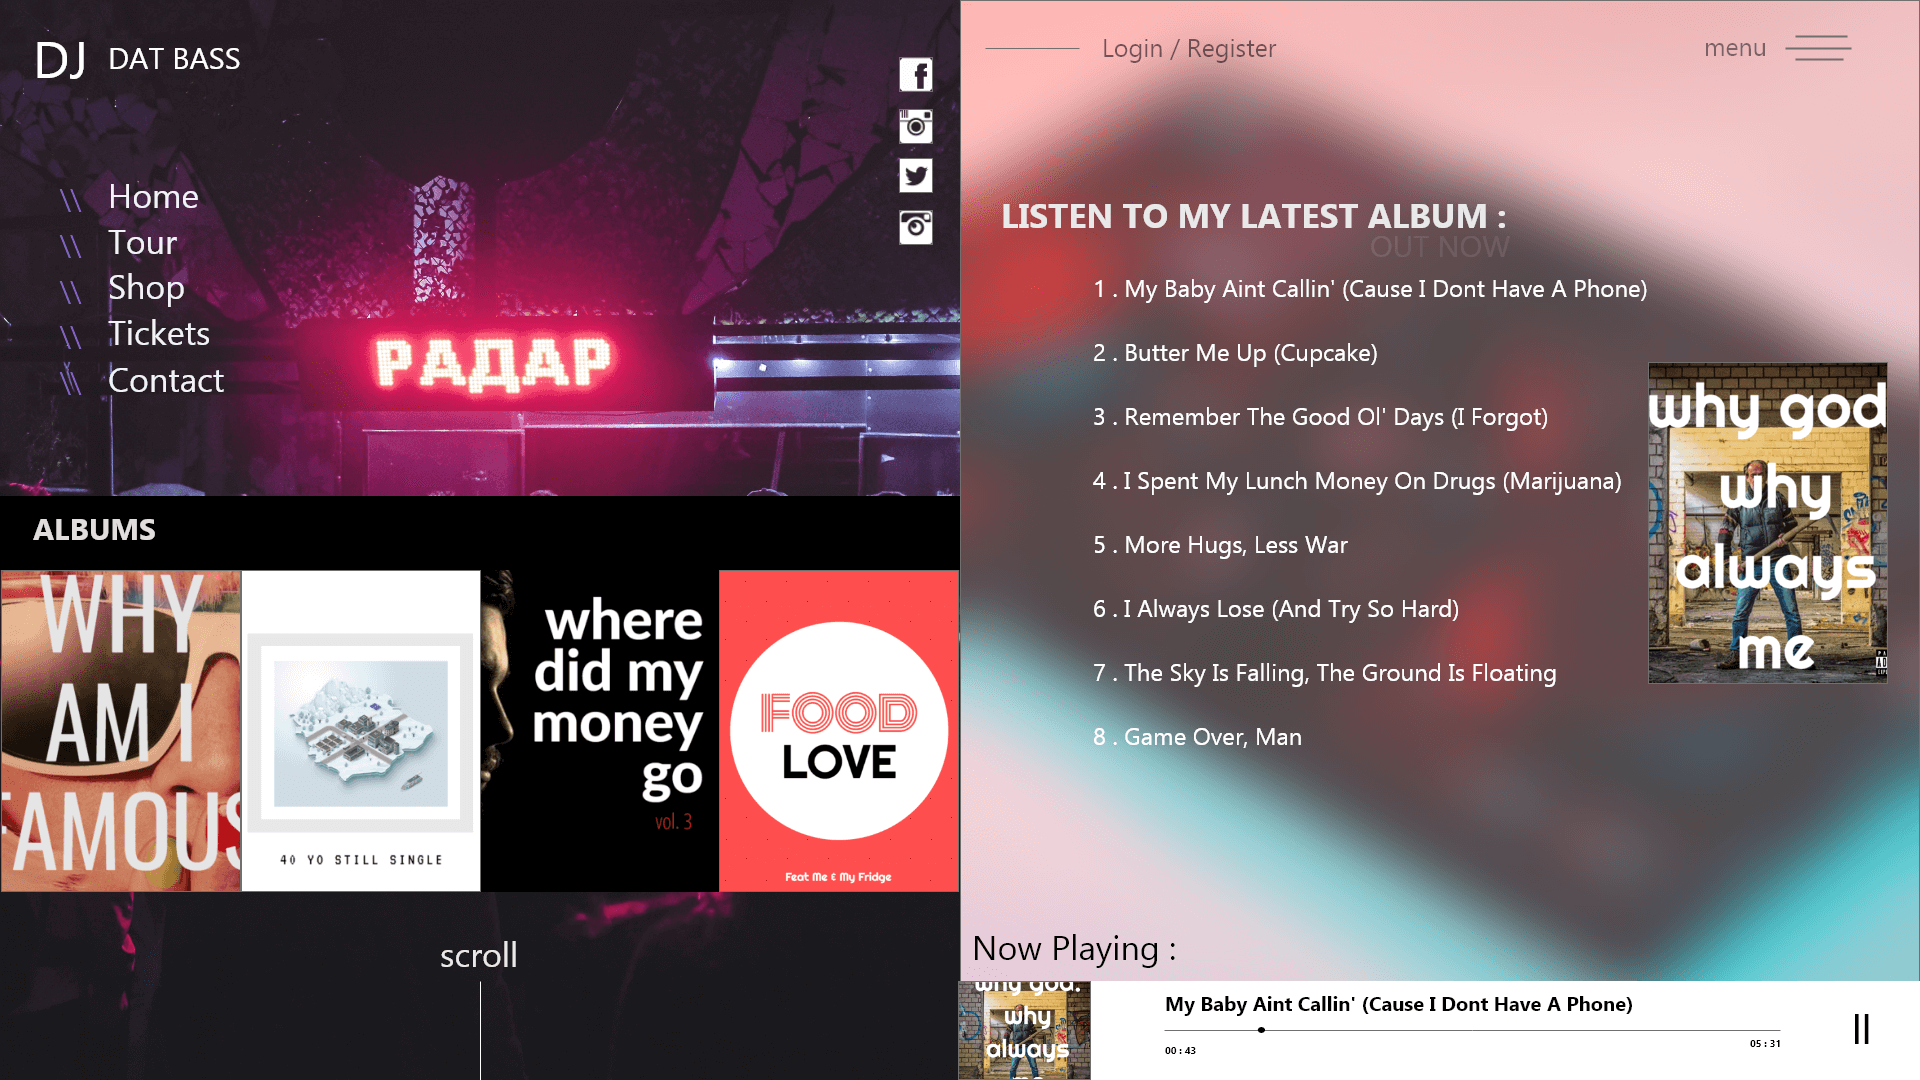 DJ DAT BASS
Home
Tour
Shop
Tickets
Contact
РАДАР
ALBUMS
WHY
AM I
FAMOUS
40 YO STILL SINGLE
where
did my
money
go
vol. 3
FOOD
LOVE
Feat Me & My Fridge
scroll
Login / Register
menu
LISTEN TO MY LATEST ALBUM :
OUT NOW
1 . My Baby Aint Callin' (Cause I Dont Have A Phone)
2 . Butter Me Up (Cupcake)
3 . Remember The Good Ol' Days (I Forgot)
4 . I Spent My Lunch Money On Drugs (Marijuana)
5 . More Hugs, Less War
6 . I Always Lose (And Try So Hard)
7 . The Sky Is Falling, The Ground Is Floating
8 . Game Over, Man
why god
why
always
me
Now Playing :
why god.
why
always
me
My Baby Aint Callin' (Cause I Dont Have A Phone)
00 : 43
05 : 31